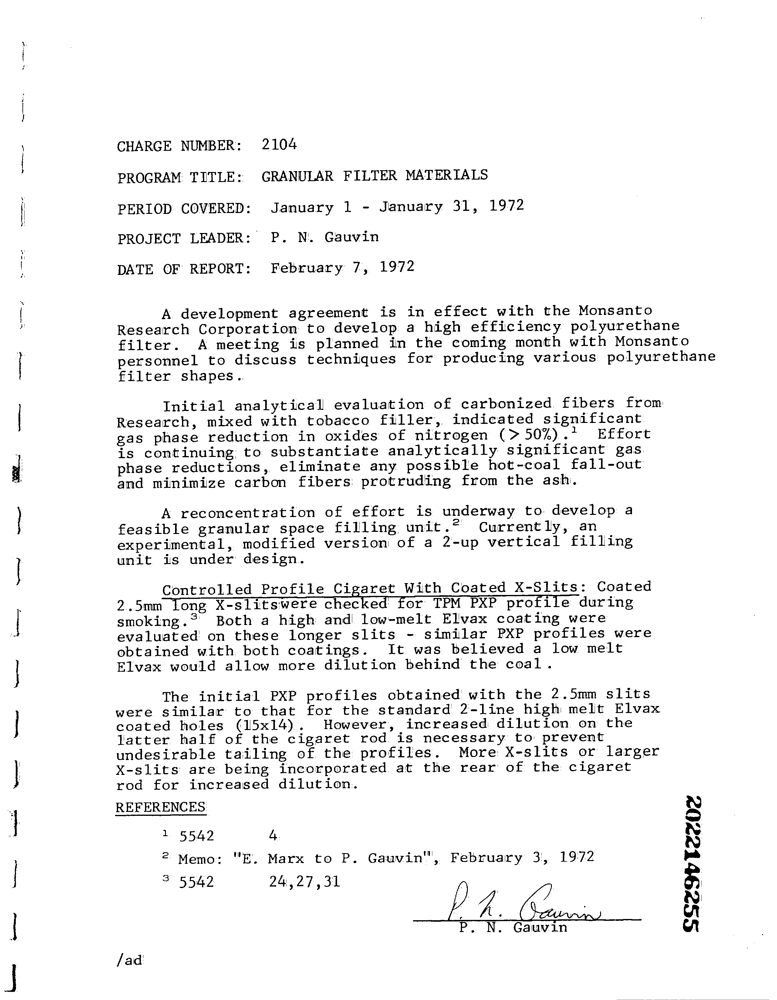 CHARGE NUMBER: 2104
PROGRAM TITLE: GRANULAR FILTER MATERIALS
PERIOD COVERED: January 1 - January 31, 1972
PROJECT LEADER: P. N. Gauvin
DATE OF REPORT: February 7, 1972
A development agreement is in effect with the Monsanto
Research Corporation to develop a high efficiency polyurethane
filter. A meeting is planned in the coming month with Monsanto
personnel to discuss techniques for producing various polyurethane
filter shapes.
Initial analytical evaluation of carbonized fibers from
Research, mixed with tobacco filler, indicated significant
gas phase reduction in oxides of nitrogen (>50%).¹ Effort
is continuing to substantiate analytically significant gas
phase reductions, eliminate any possible hot-coal fall-out
and minimize carbon fibers protruding from the ash.
A reconcentration of effort is underway to develop a
feasible granular space filling unit.² Currently, an
experimental, modified version of a 2-up vertical filling
unit is under design.
Controlled Profile Cigaret With Coated X-Slits: Coated
2.5mm long X-slits were checked for TPM PXP profile during
smoking.³ Both a high and low-melt Elvax coating were
evaluated on these longer slits - similar PXP profiles were
obtained with both coatings. It was believed a low melt
Elvax would allow more dilution behind the coal.
The initial PXP profiles obtained with the 2.5mm slits
were similar to that for the standard 2-line high melt Elvax
coated holes (15x14). However, increased dilution on the
latter half of the cigaret rod is necessary to prevent
undesirable tailing of the profiles. More X-slits or larger
X-slits are being incorporated at the rear of the cigaret
rod for increased dilution.
REFERENCES
¹ 5542 4
² Memo: "E. Marx to P. Gauvin", February 3, 1972
³ 5542 24,27,31
P. N. Gauvin
P. N. Gauvin
/ad
2022146255